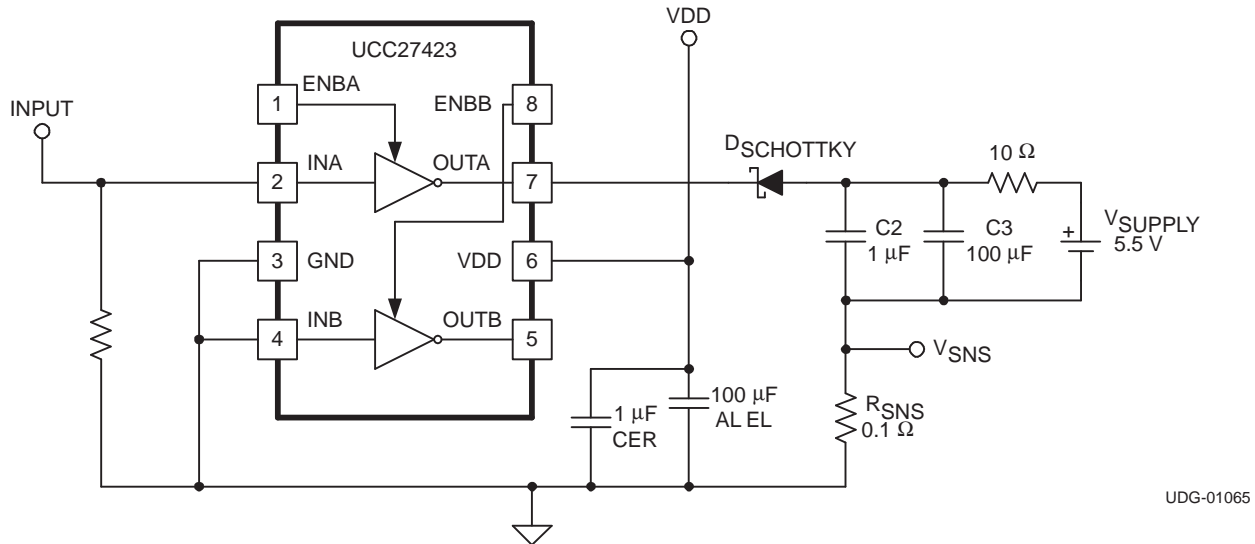 VDD
UCC27423
INPUT
1
ENBA
ENBB
8
2
INA
OUTA
7
DSCHOTTKY
10 Ω
3
GND
VDD
6
C2
1 μF
C3
100 μF
+
VSUPPLY
5.5 V
4
INB
OUTB
5
VSNS
1 μF
CER
100 μF
AL EL
RSNS
0.1 Ω
UDG-01065